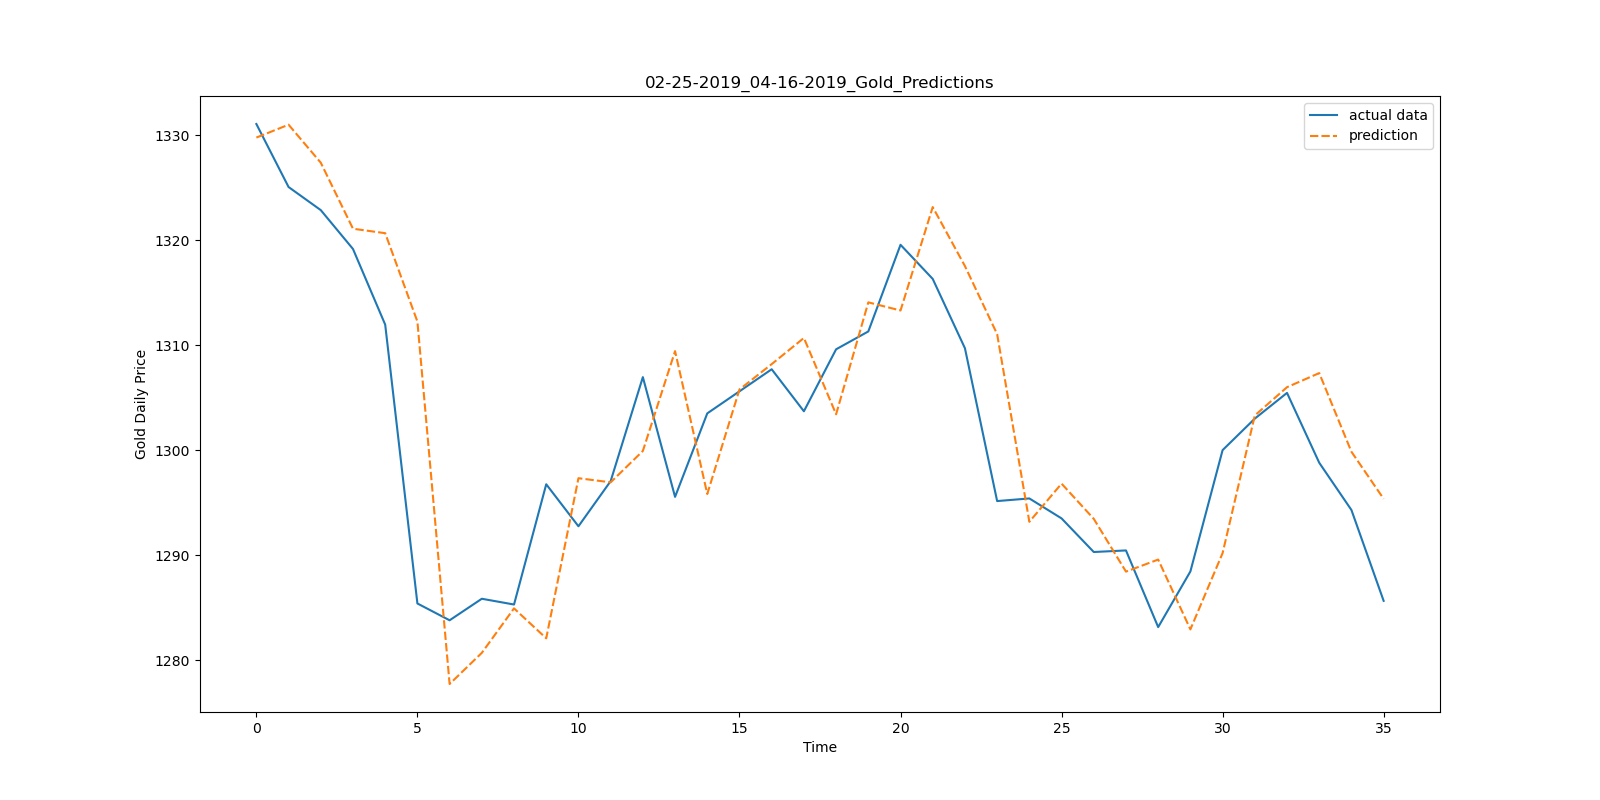 02-25-2019_04-16-2019_Gold_Predictions
actual data
prediction
1330
1320
1310
1300
1290
1280
Gold Daily Price
0 5 10 15 20 25 30 35
Time